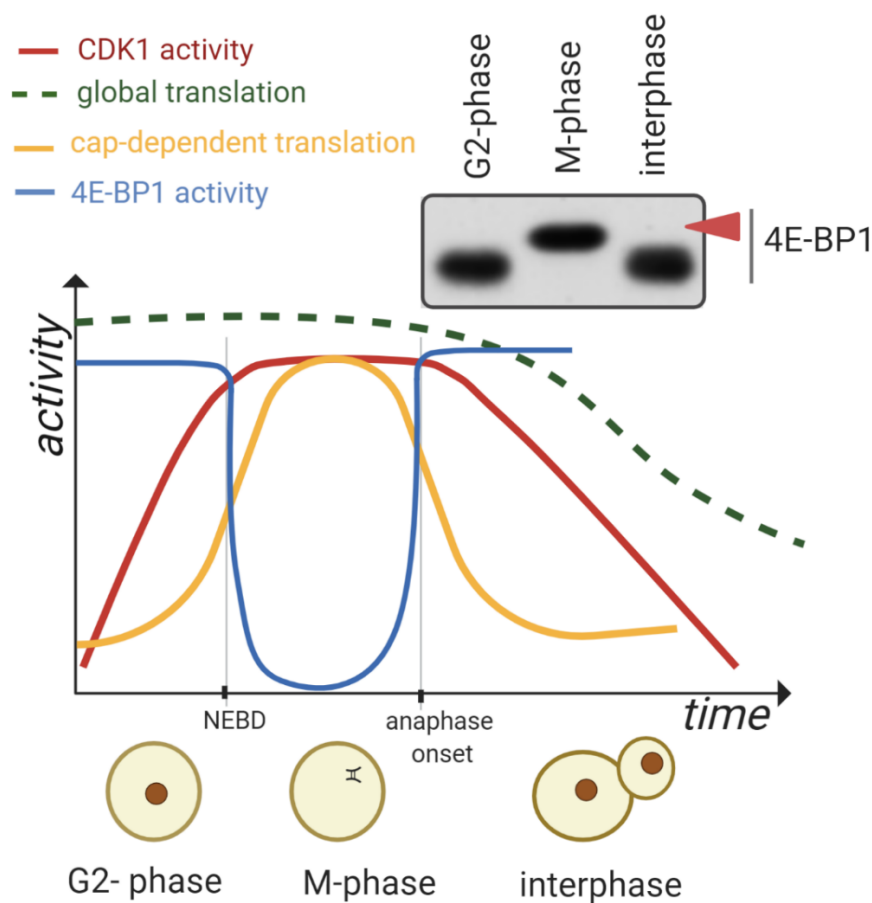 CDK1 activity
global translation
cap-dependent translation
4E-BP1 activity
G2-phase
M-phase
interphase
4E-BP1
activity
NEBD
anaphase
onset
time
G2- phase
M-phase
interphase